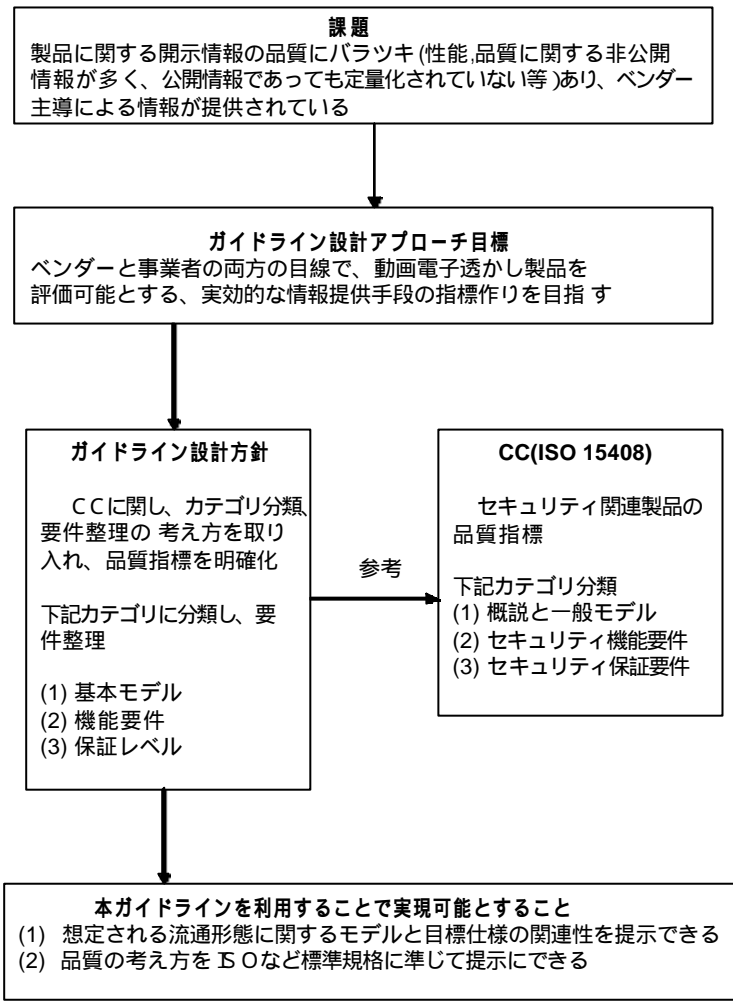 課題
製品に関する開示情報の品質にバラツキ(性能,品質に関する非公開
情報が多く、公開情報であっても定量化されていない等)あり、ベンダー
主導による情報が提供されている
ガイドライン設計アプローチ目標
ベンダーと事業者の両方の目線で、動画電子透かし製品を
評価可能とする、実効的な情報提供手段の指標作りを目指 す
ガイドライン設計方針
ＣＣに関し、カテゴリ分類、
要件整理の 考え方を取り
入れ、品質指標を明確化
下記カテゴリに分類し、要
件整理
(1) 基本モデル
(2) 機能要件
(3) 保証レベル
参考
CC(ISO 15408)
セキュリティ関連製品の
品質指標
下記カテゴリ分類
(1) 概説と一般モデル
(2) セキュリティ機能要件
(3) セキュリティ保証要件
本ガイドラインを利用することで実現可能とすること
(1) 想定される流通形態に関するモデルと目標仕様の関連性を提示できる
(2) 品質の考え方をＩＳＯなど標準規格に準じて提示にできる